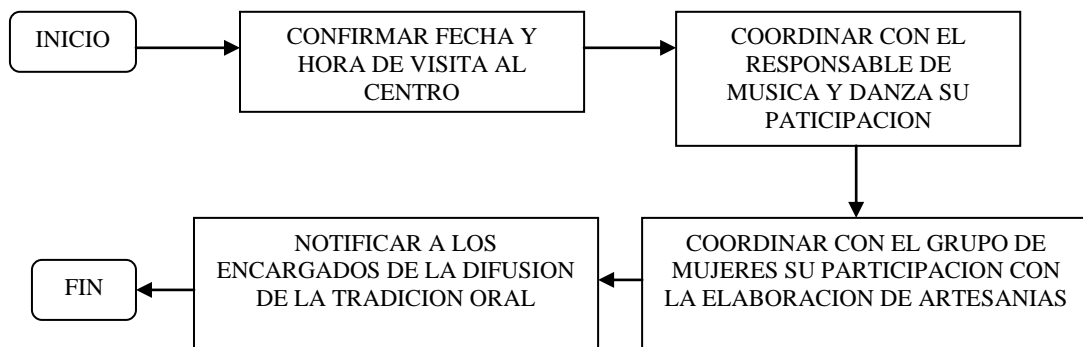 INICIO
CONFIRMAR FECHA Y
HORA DE VISITA AL
CENTRO
COORDINAR CON EL
RESPONSABLE DE
MUSICA Y DANZA SU
PATICIPACION
COORDINAR CON EL GRUPO DE
MUJERES SU PARTICIPACION CON
LA ELABORACION DE ARTESANIAS
NOTIFICAR A LOS
ENCARGADOS DE LA DIFUSION
DE LA TRADICION ORAL
FIN